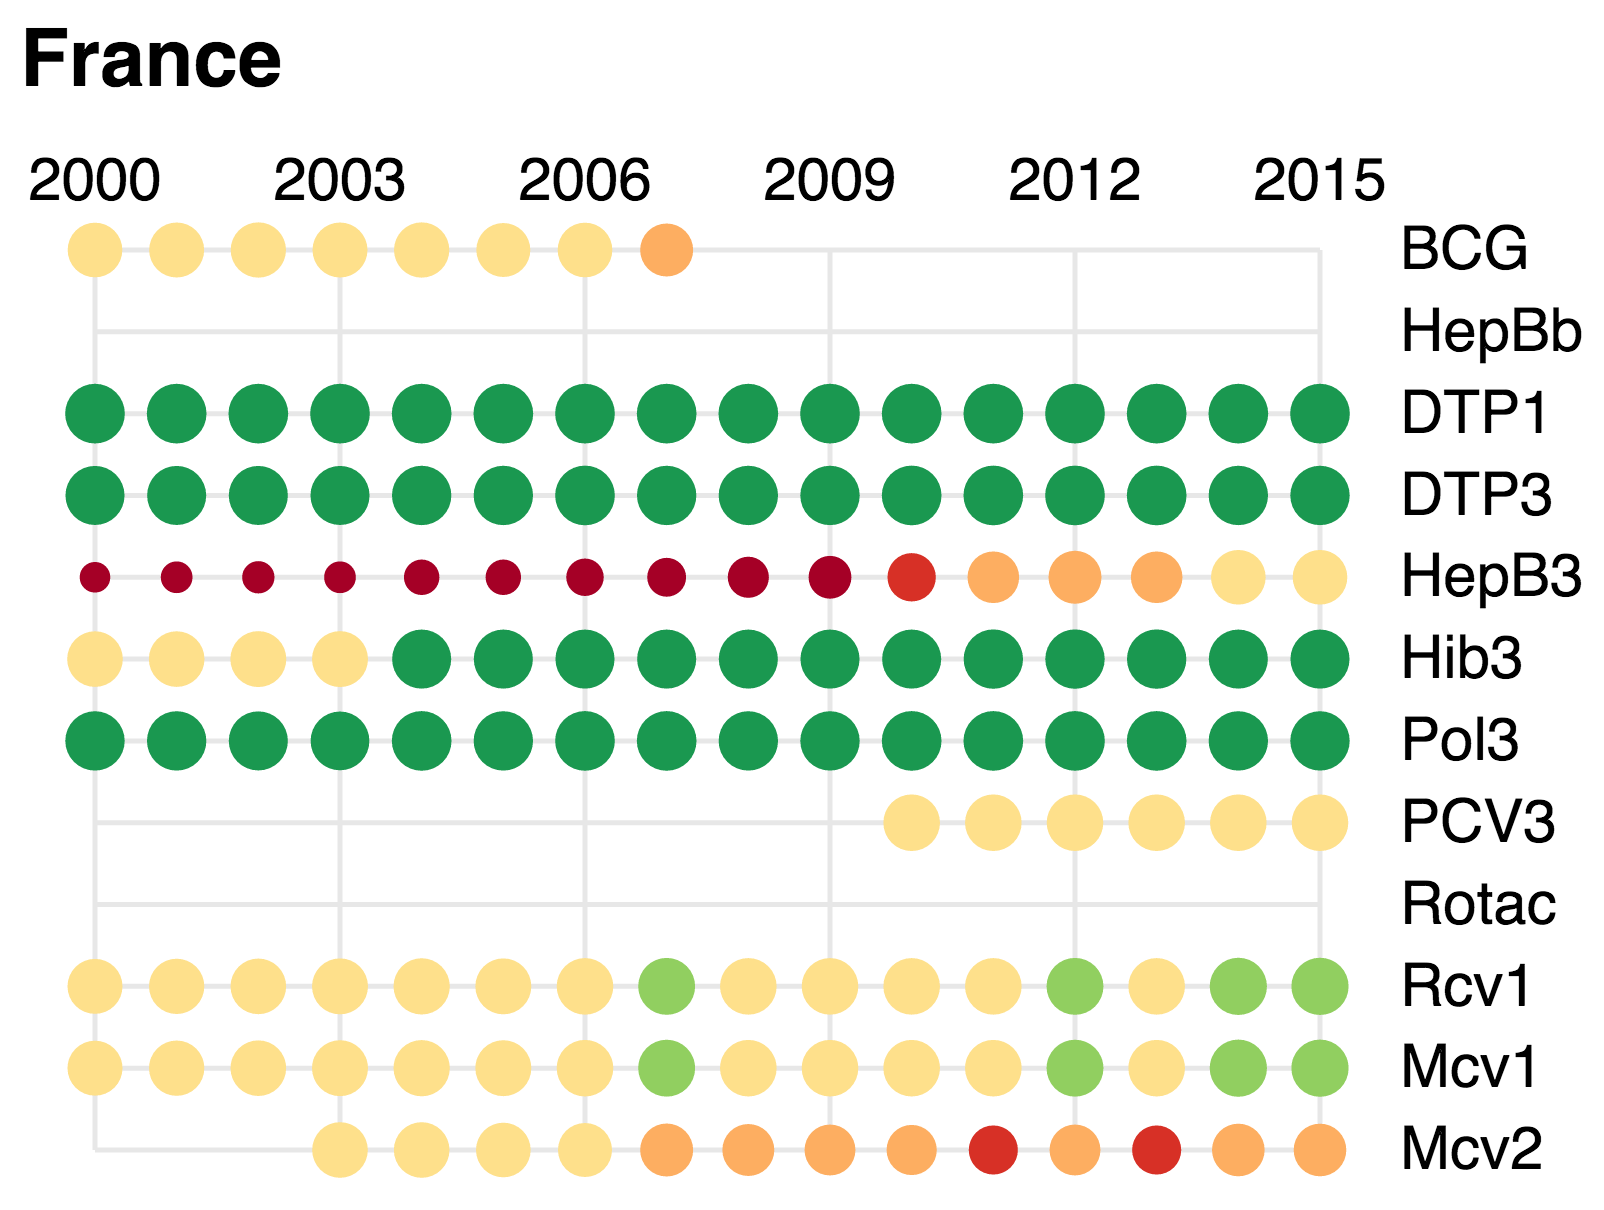 France
2000 2003 2006 2009 2012 2015
BCG
HepBb
DTP1
DTP3
HepB3
Hib3
Pol3
PCV3
Rotac
Rcv1
Mcv1
Mcv2